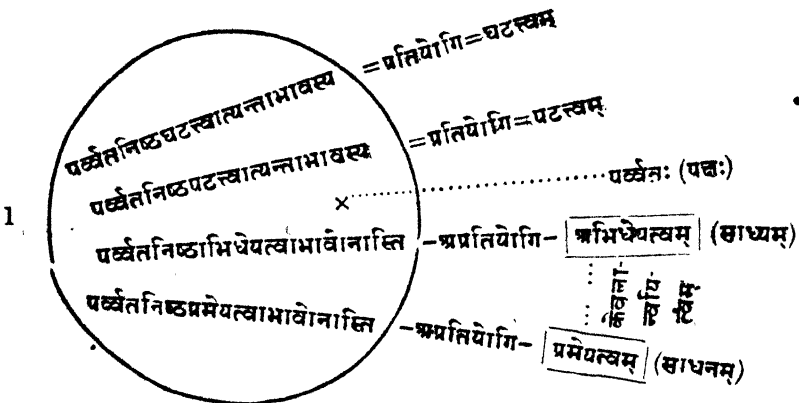 पर्व्वतनिष्ठघटत्त्वात्यन्ताभावस्य =प्रतियोगि=घटत्त्वम्
पर्व्वतनिष्ठपटत्त्वात्यन्ताभावस्य =प्रतियोगि=पटत्त्वम्
×....................पर्व्वतः (पक्षः)
1
पर्व्वतनिष्ठाभिधेयत्वाभावोनास्ति -अप्रतियोगि- अभिधेयत्वम् (साध्यम्)
केवला-
र्न्वाय-
र्त्वम्
पर्व्वतनिष्ठप्रमेयत्वाभावोनास्ति -अप्रतियोगि- प्रमेयत्वम् (साधनम्)